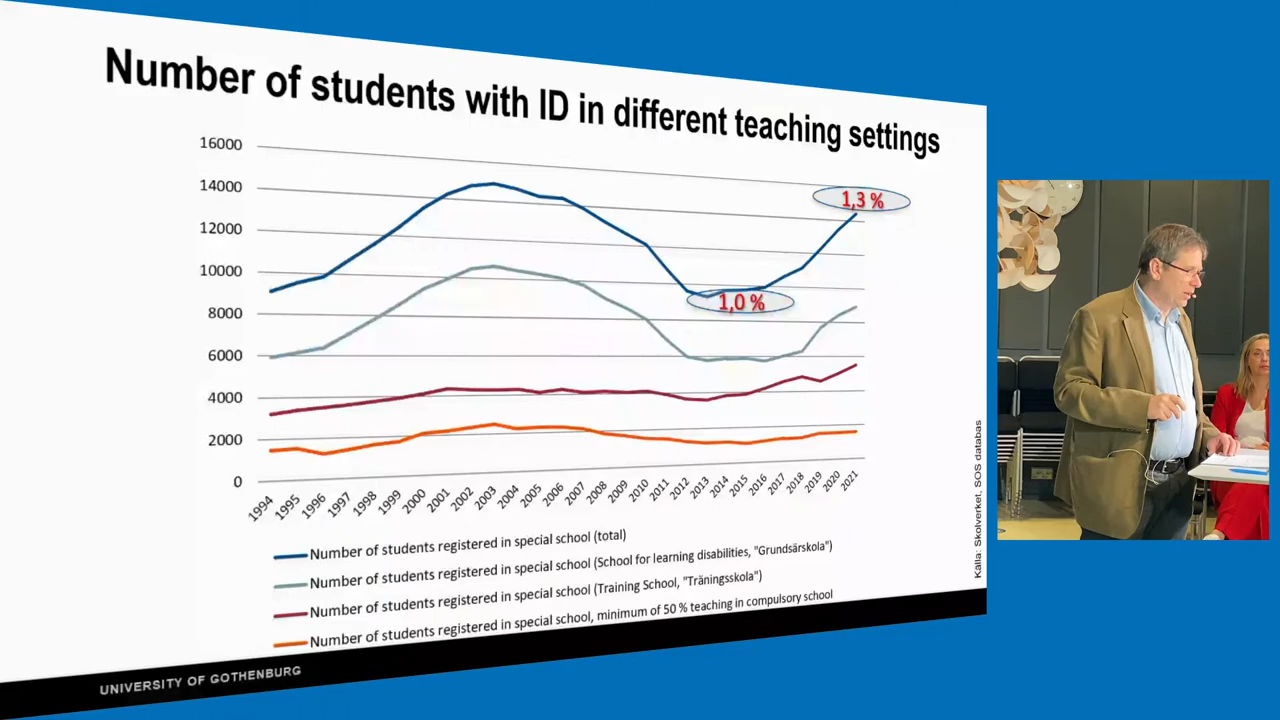 Number of students with ID in different teaching settings
16000
14000
12000
10000
8000
6000
4000
2000
0
1,3 %
1,0 %
1994 1995 1996 1997 1998 1999 2000 2001 2002 2003 2004 2005 2006 2007 2008 2009 2010 2011 2012 2013 2014 2015 2016 2017 2018 2019 2020 2021
Number of students registered in special school (total)
Number of students registered in special school (School for learning disabilities, "Grundsärskola")
Number of students registered in special school (Training School, "Träningsskola")
Number of students registered in special school, minimum of 50 % teaching in compulsory school
Källa: Skolverket, SOS databas
UNIVERSITY OF GOTHENBURG